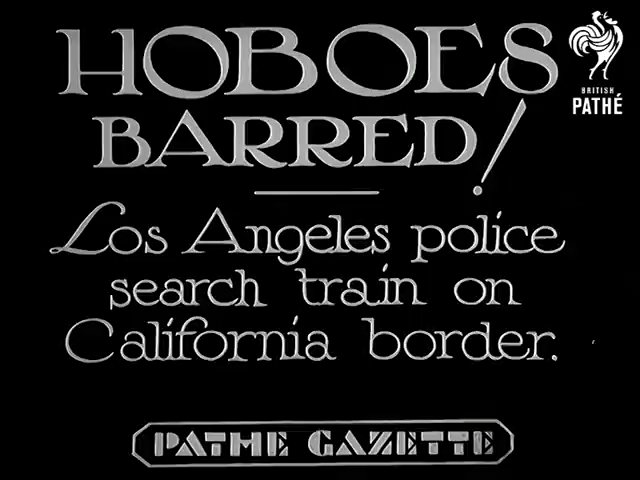 HOBOES
BARRED!
BRITISH
PATHÉ
Los Angeles police
search train on
California border.
PATHE GAZETTE